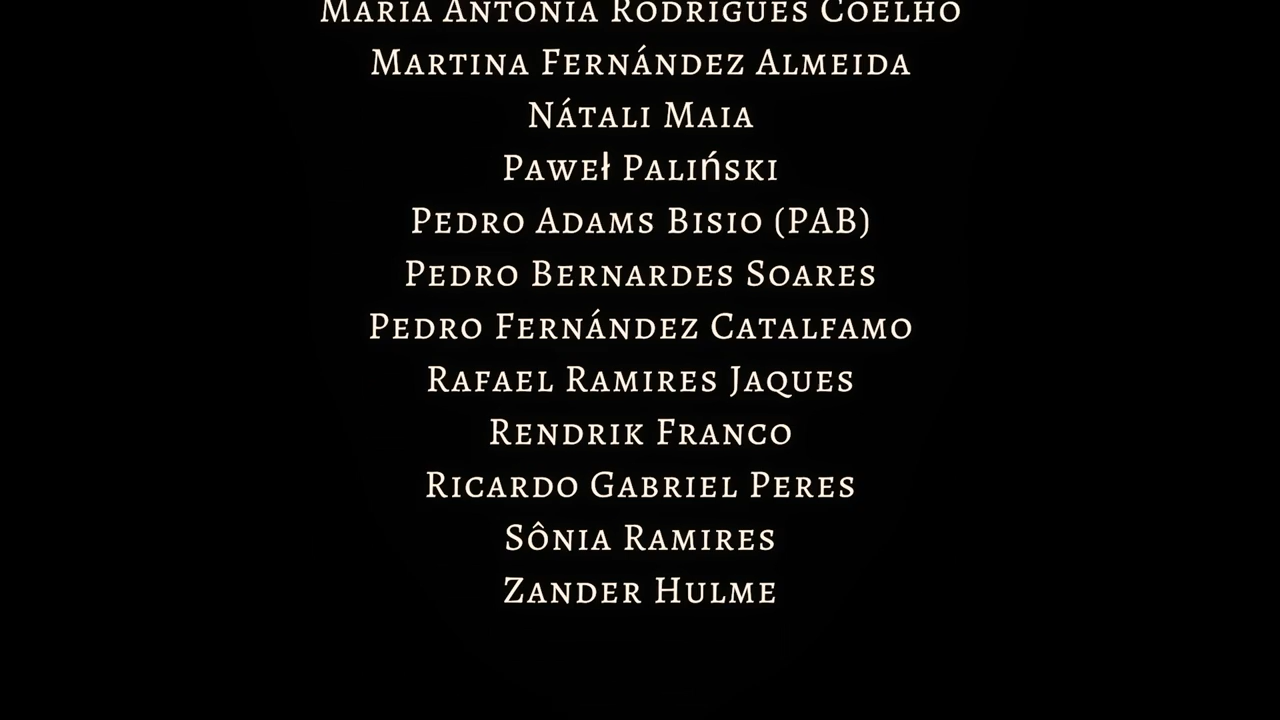 Maria Antonia Rodrigues Coelho
Martina Fernández Almeida
Nátali Maia
Paweł Paliński
Pedro Adams Bisio (PAB)
Pedro Bernardes Soares
Pedro Fernández Catalfamo
Rafael Ramires Jaques
Rendrik Franco
Ricardo Gabriel Peres
Sônia Ramires
Zander Hulme